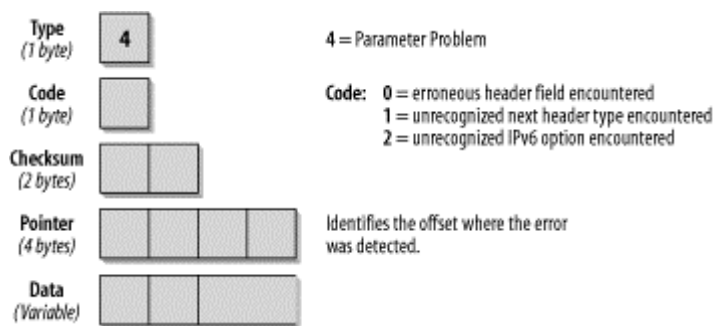 Type
(1 byte)
4
4 = Parameter Problem
Code
(1 byte)
Code: 0 = erroneous header field encountered
1 = unrecognized next header type encountered
2 = unrecognized IPv6 option encountered
Checksum
(2 bytes)
Pointer
(4 bytes)
Identifies the offset where the error
was detected.
Data
(Variable)